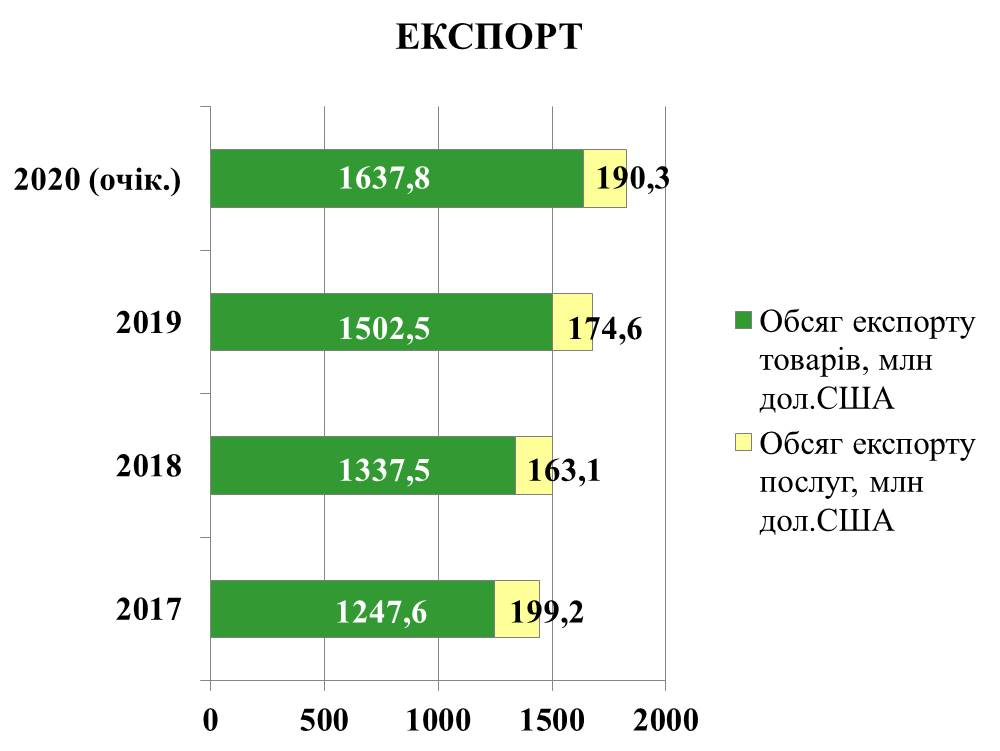 ЕКСПОРТ
2020 (очік.)
1637,8
190,3
2019
1502,5
174,6
2018
1337,5
163,1
2017
1247,6
199,2
0
500
1000
1500
2000
Обсяг експорту
товарів, млн
дол.США
Обсяг експорту
послуг, млн
дол.США